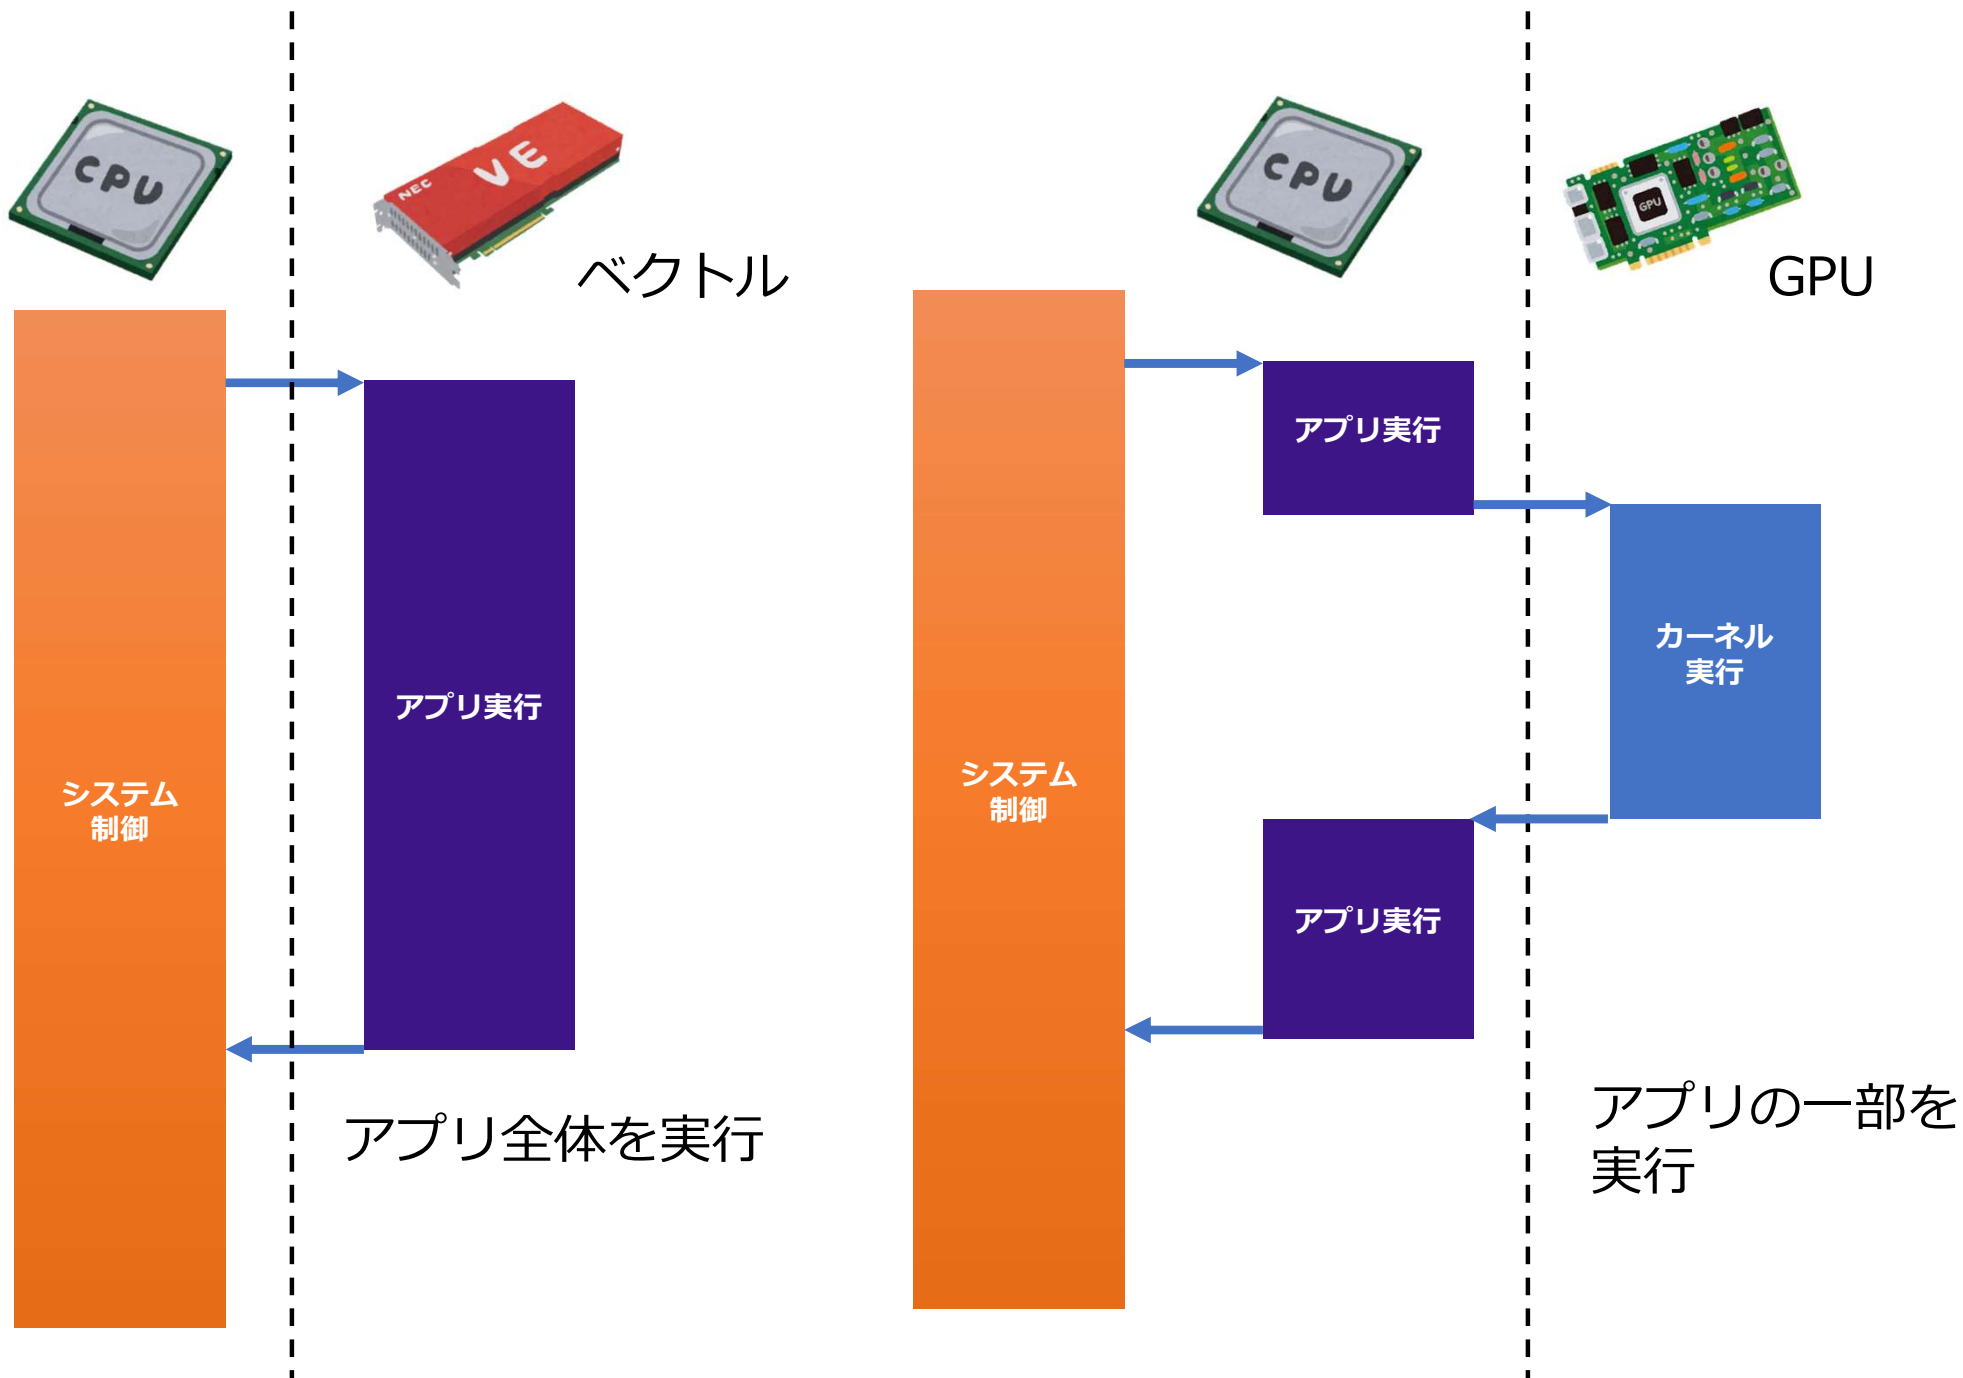 CPU
NEC
VE
ベクトル
システム
制御
アプリ実行
アプリ全体を実行
CPU
GPU
GPU
システム
制御
アプリ実行
カーネル
実行
アプリ実行
アプリの一部を
実行